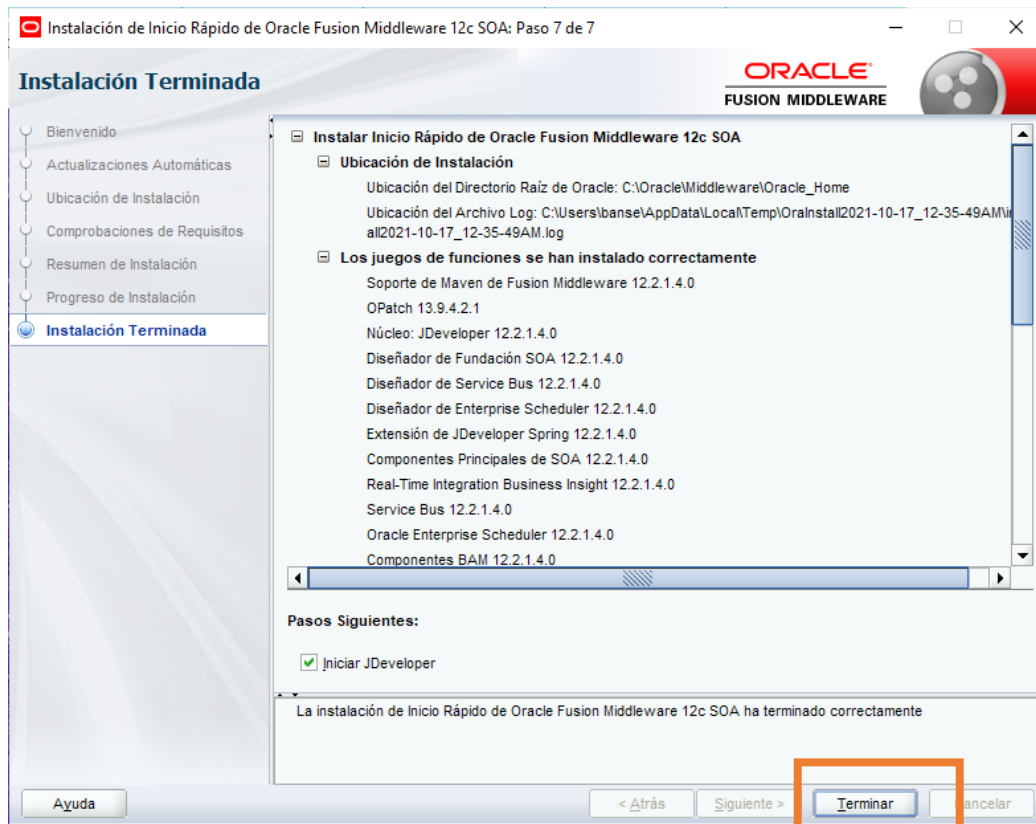 Instalación de Inicio Rápido de Oracle Fusion Middleware 12c SOA: Paso 7 de 7
Instalación Terminada
ORACLE
FUSION MIDDLEWARE
Bienvenido
Actualizaciones Automáticas
Ubicación de Instalación
Comprobaciones de Requisitos
Resumen de Instalación
Progreso de Instalación
Instalación Terminada
Instalar Inicio Rápido de Oracle Fusion Middleware 12c SOA
Ubicación de Instalación
Ubicación del Directorio Raíz de Oracle: C:\Oracle\Middleware\Oracle_Home
Ubicación del Archivo Log: C:\Users\banse\AppData\Local\Temp\OraInstall2021-10-17_12-35-49AM\i
all2021-10-17_12-35-49AM.log
Los juegos de funciones se han instalado correctamente
Soporte de Maven de Fusion Middleware 12.2.1.4.0
OPatch 13.9.4.2.1
Núcleo: JDeveloper 12.2.1.4.0
Diseñador de Fundación SOA 12.2.1.4.0
Diseñador de Service Bus 12.2.1.4.0
Diseñador de Enterprise Scheduler 12.2.1.4.0
Extensión de JDeveloper Spring 12.2.1.4.0
Componentes Principales de SOA 12.2.1.4.0
Real-Time Integration Business Insight 12.2.1.4.0
Service Bus 12.2.1.4.0
Oracle Enterprise Scheduler 12.2.1.4.0
Componentes BAM 12.2.1.4.0
Pasos Siguientes:
Iniciar JDeveloper
La instalación de Inicio Rápido de Oracle Fusion Middleware 12c SOA ha terminado correctamente
Ayuda
< Atrás
Siguiente >
Terminar
ancelar